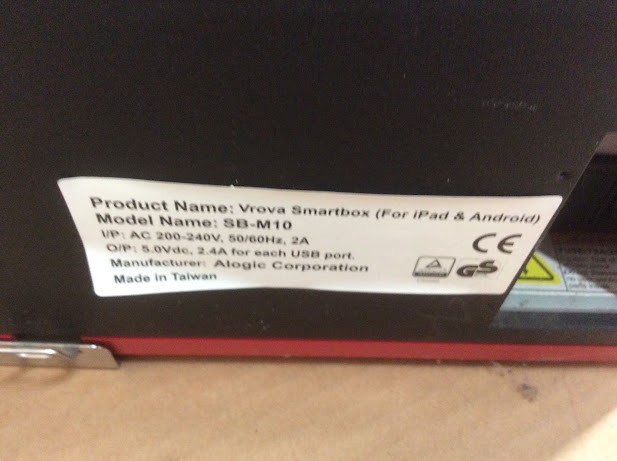 Product Name: Vrova Smartbox (For iPad & Android)
Model Name: SB-M10
I/P: AC 200-240V, 50/60Hz, 2A
O/P: 5.0Vdc, 2.4A for each USB port.
Manufacturer: Alogic Corporation
Made in Taiwan
CE
GS